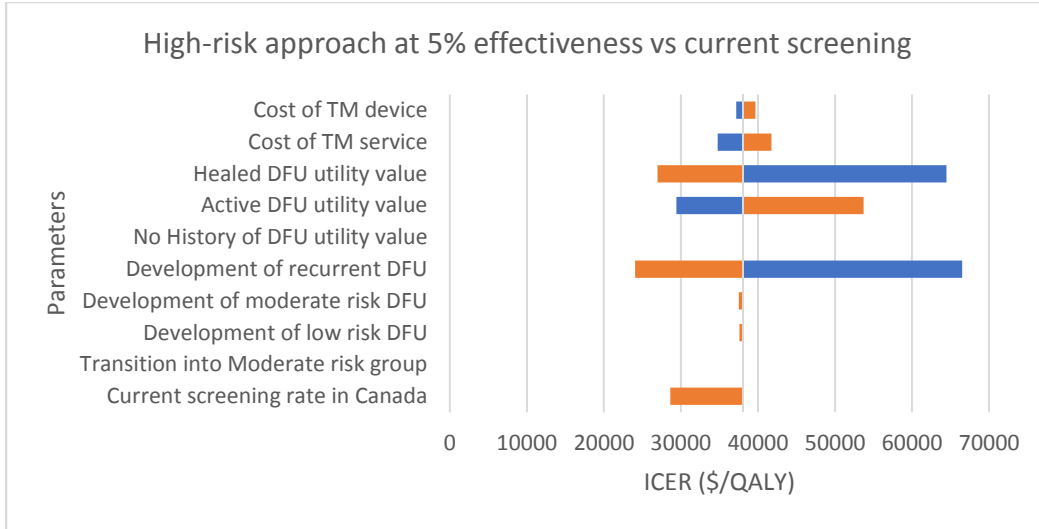 High-risk approach at 5% effectiveness vs current screening
Parameters
Cost of TM device
Cost of TM service
Healed DFU utility value
Active DFU utility value
No History of DFU utility value
Development of recurrent DFU
Development of moderate risk DFU
Development of low risk DFU
Transition into Moderate risk group
Current screening rate in Canada
0 10000 20000 30000 40000 50000 60000 70000
ICER ($/QALY)